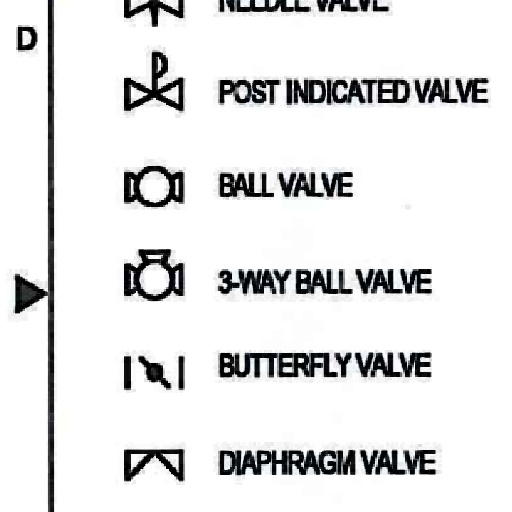 NEEDLE VALVE
D
POST INDICATED VALVE
BALL VALVE
3-WAY BALL VALVE
BUTTERFLY VALVE
DIAPHRAGM VALVE